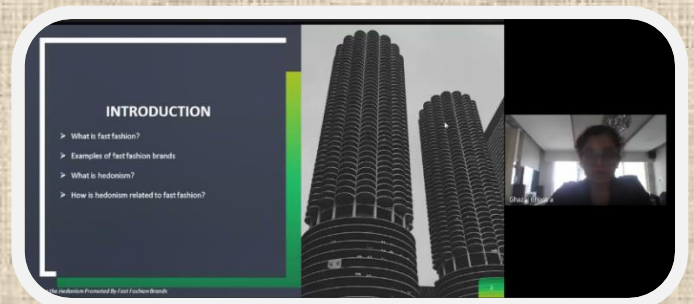 INTRODUCTION
➤ What is fast fashion?
➤ Examples of fast fashion brands
➤ What is hedonism?
➤ How is hedonism related to fast fashion?
the Hedonism Promoted By Fast Fashion Brands